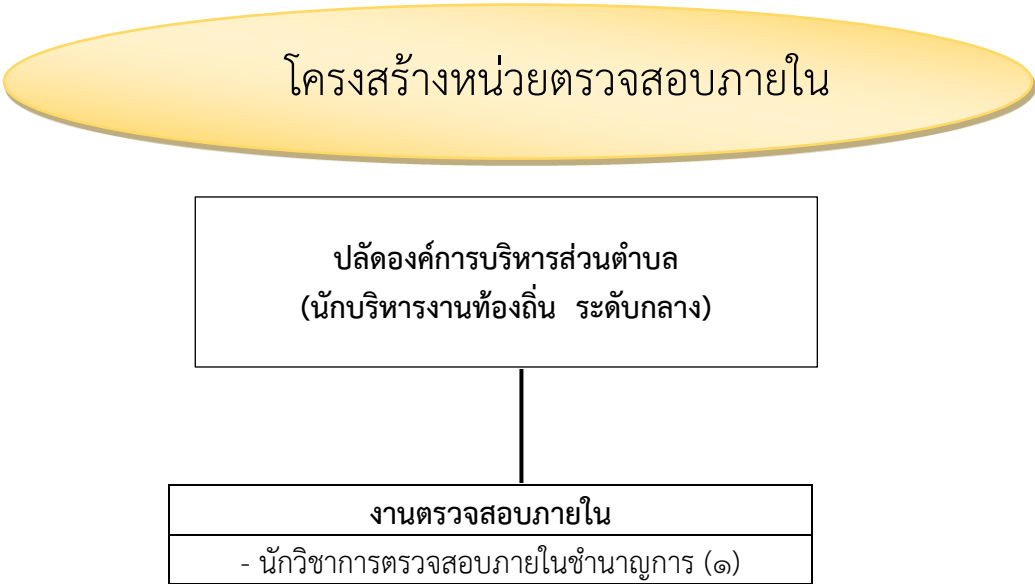 โครงสร้างหน่วยตรวจสอบภายใน
ปลัดองค์การบริหารส่วนตำบล
(นักบริหารงานท้องถิ่น ระดับกลาง)
งานตรวจสอบภายใน
- นักวิชาการตรวจสอบภายในชำนาญการ (๑)